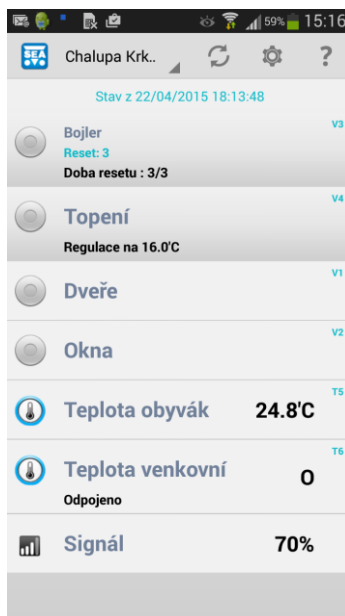 59% 15:16
SEA
Chalupa Krk.. ?
Stav z 22/04/2015 18:13:48
V3
Bojler
Reset: 3
Doba resetu : 3/3
V4
Topení
Regulace na 16.0'C
V1
Dveře
V2
Okna
T5
Teplota obyvák 24.8'C
T6
Teplota venkovní O
Odpojeno
Signál 70%